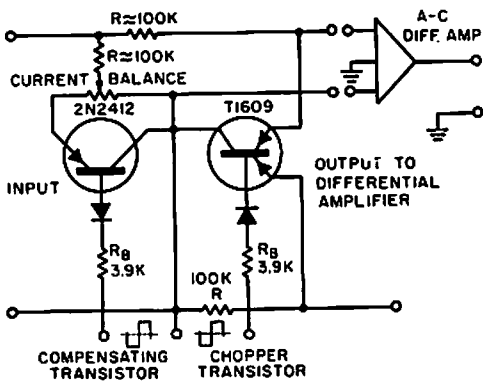 R≈100K
A-C
DIFF. AMP
R≈100K
CURRENT BALANCE
2N2412
TI609
INPUT
OUTPUT TO
DIFFERENTIAL
AMPLIFIER
RB
3.9K
RB
3.9K
100K
R
COMPENSATING
TRANSISTOR
CHOPPER
TRANSISTOR